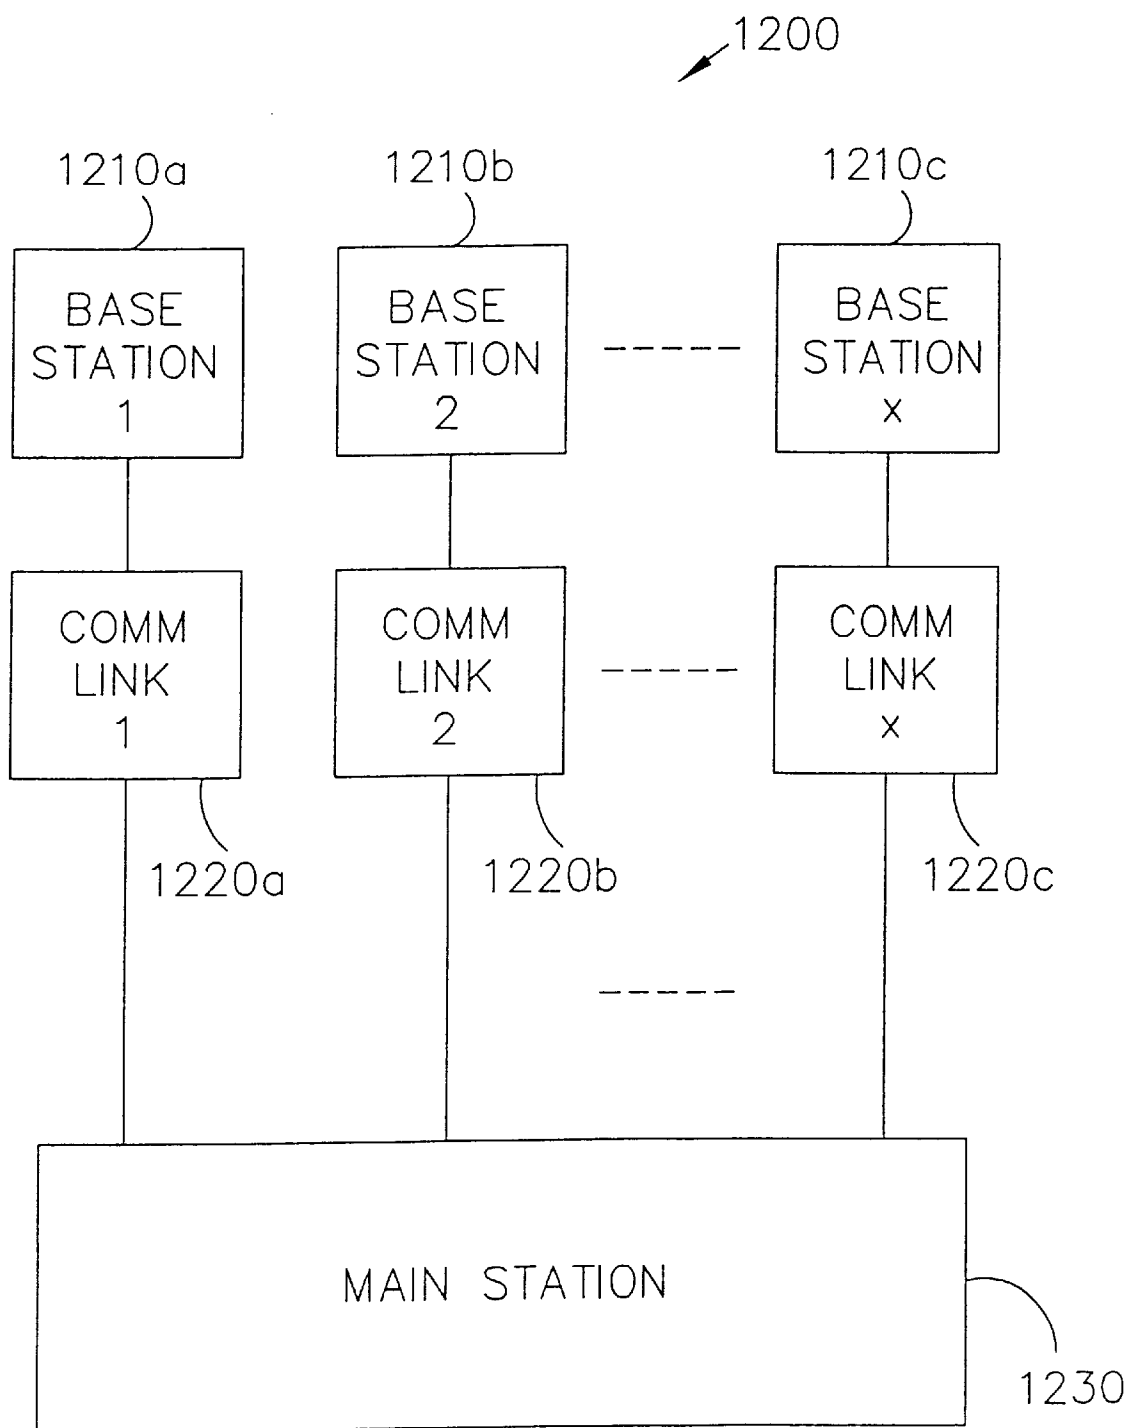 1200
1210a
1210b
1210c
BASE
STATION
1
BASE
STATION
2
BASE
STATION
X
COMM
LINK
1
COMM
LINK
2
COMM
LINK
X
1220a
1220b
1220c
MAIN STATION
1230